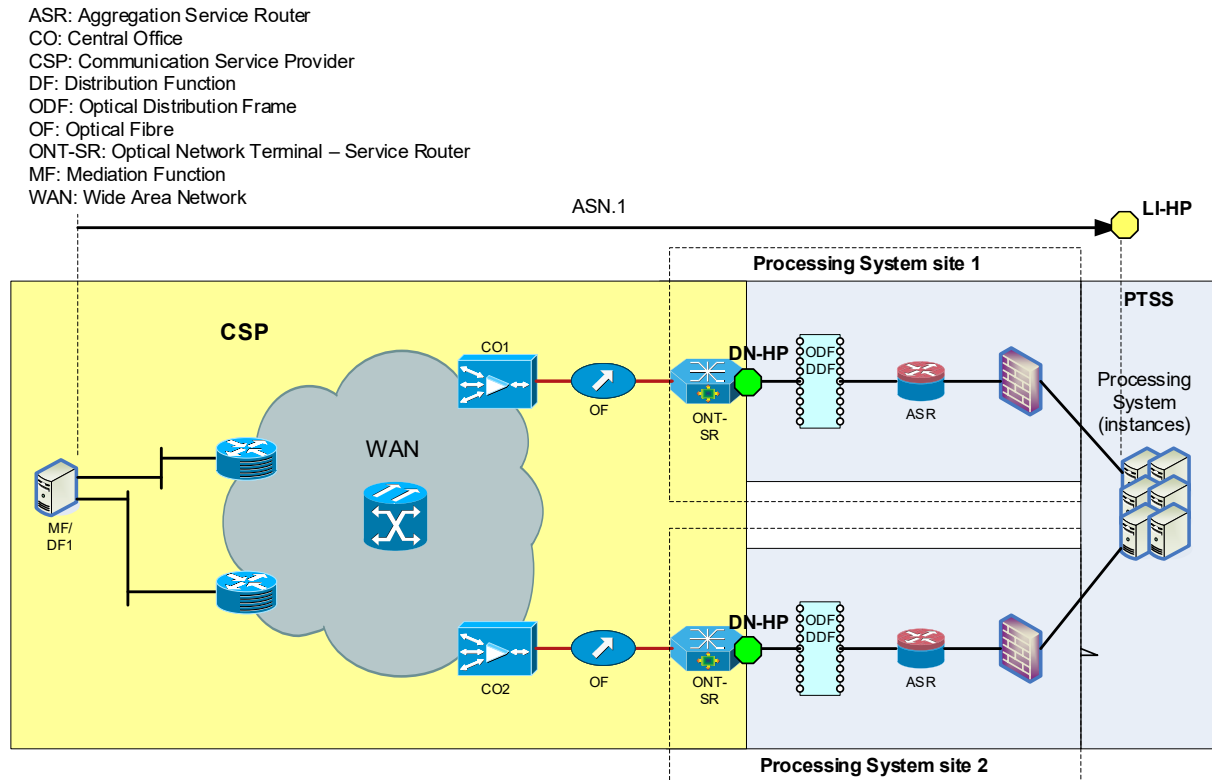 ASR: Aggregation Service Router
CO: Central Office
CSP: Communication Service Provider
DF: Distribution Function
ODF: Optical Distribution Frame
OF: Optical Fibre
ONT-SR: Optical Network Terminal – Service Router
MF: Mediation Function
WAN: Wide Area Network
ASN.1
LI-HP
Processing System site 1
PTSS
CSP
CO1
OF
ONT-
SR
DN-HP
ODF
DDF
ASR
Processing
System
(instances)
WAN
MF/
DF1
CO2
OF
ONT-
SR
DN-HP
ODF
DDF
ASR
Processing System site 2